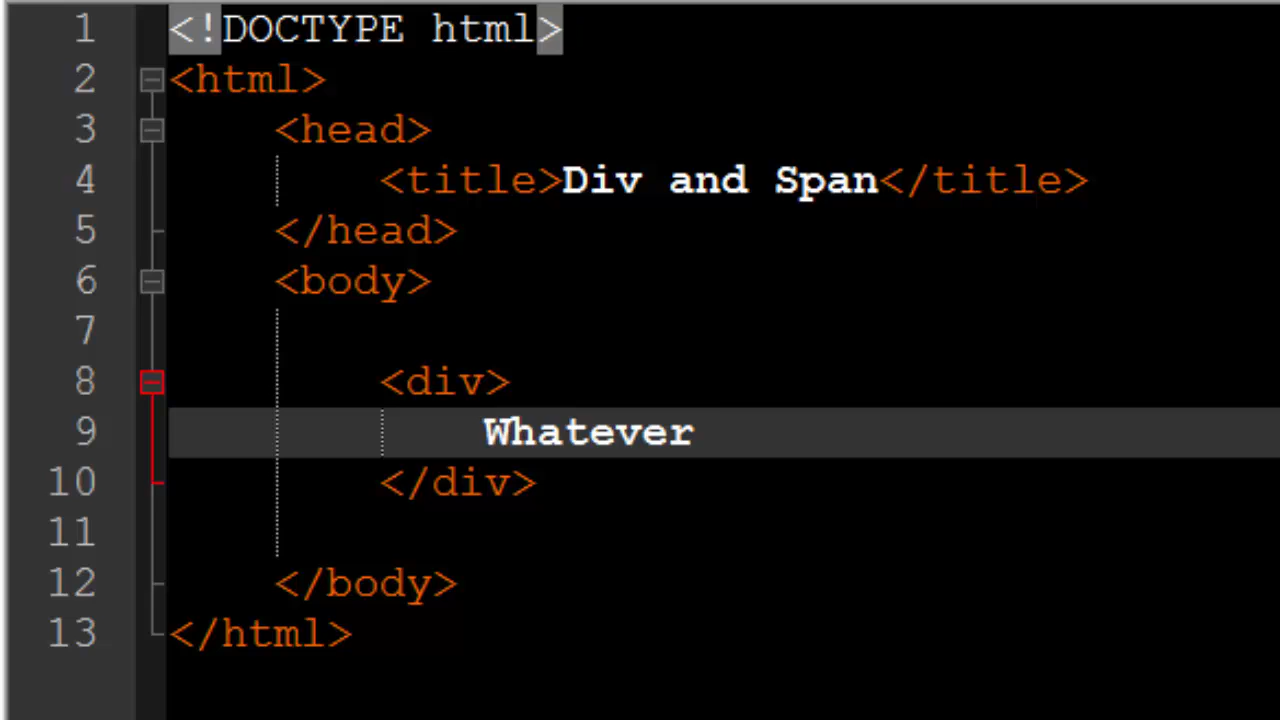 1 <!DOCTYPE html>
2 <html>
3 <head>
4 <title>Div and Span</title>
5 </head>
6 <body>
7
8 <div>
9 Whatever
10 </div>
11
12 </body>
13 </html>